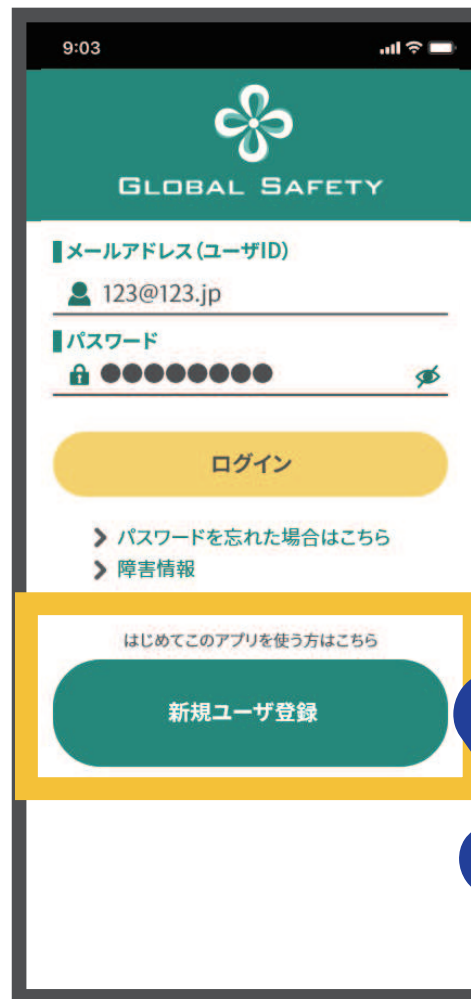 9:03
GLOBAL SAFETY
メールアドレス(ユーザID)
123@123.jp
パスワード
●●●●●●●●
ログイン
パスワードを忘れた場合はこちら
障害情報
はじめてこのアプリを使う方はこちら
新規ユーザ登録